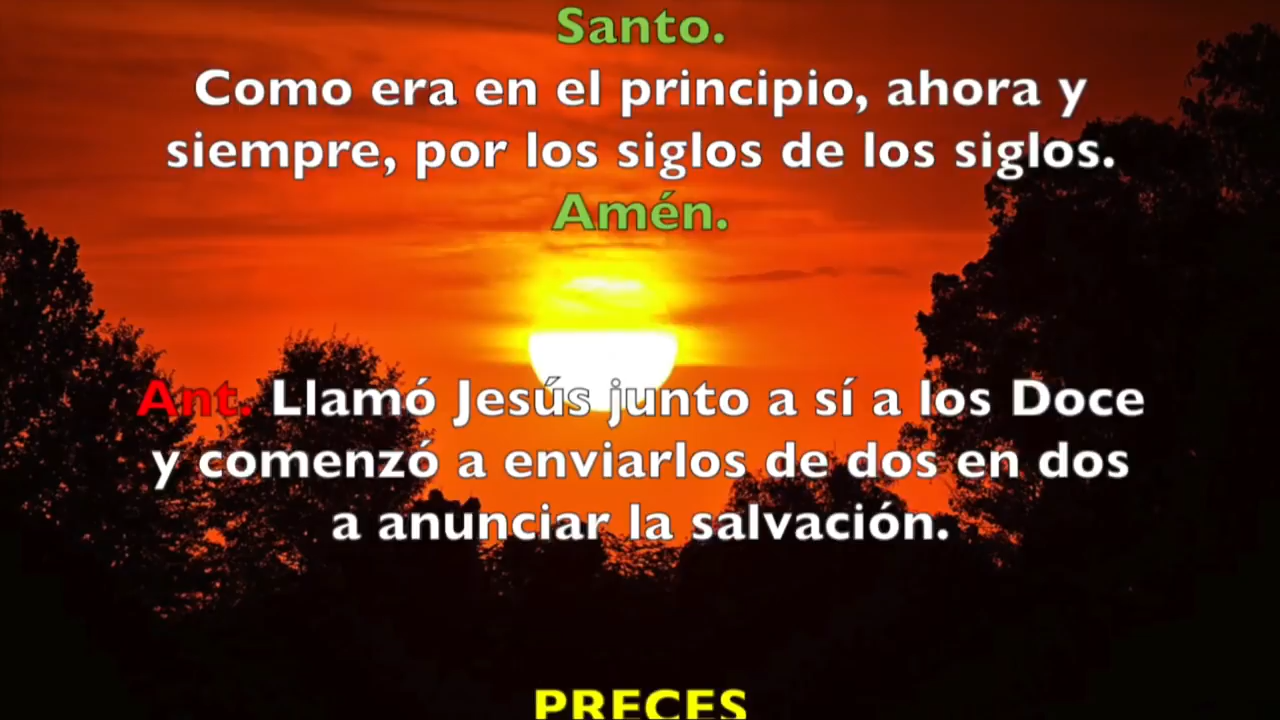 Santo.
Como era en el principio, ahora y
siempre, por los siglos de los siglos.
Amén.
Ant. Llamó Jesús junto a sí a los Doce
y comenzó a enviarlos de dos en dos
a anunciar la salvación.
PRECES